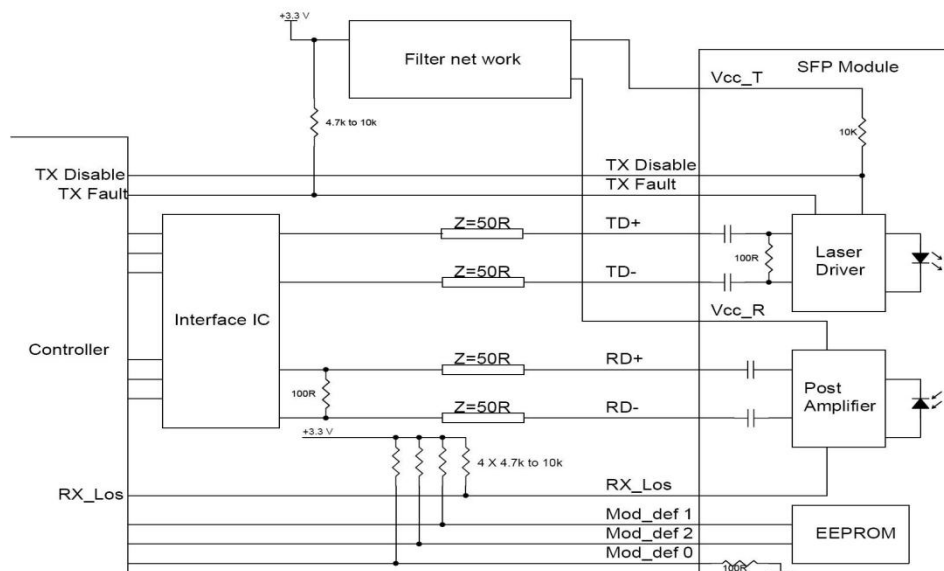 +3.3 V
Filter net work
SFP Module
Vcc_T
4.7k to 10k
10K
TX Disable
TX Disable
TX Fault
TX Fault
Z=50R
TD+
Laser
Driver
100R
Z=50R
TD-
Interface IC
Vcc_R
Controller
Z=50R
RD+
100R
Post
Amplifier
Z=50R
RD-
+3.3 V
4 X 4.7k to 10k
RX_Los
RX_Los
Mod_def 1
EEPROM
Mod_def 2
Mod_def 0
100R